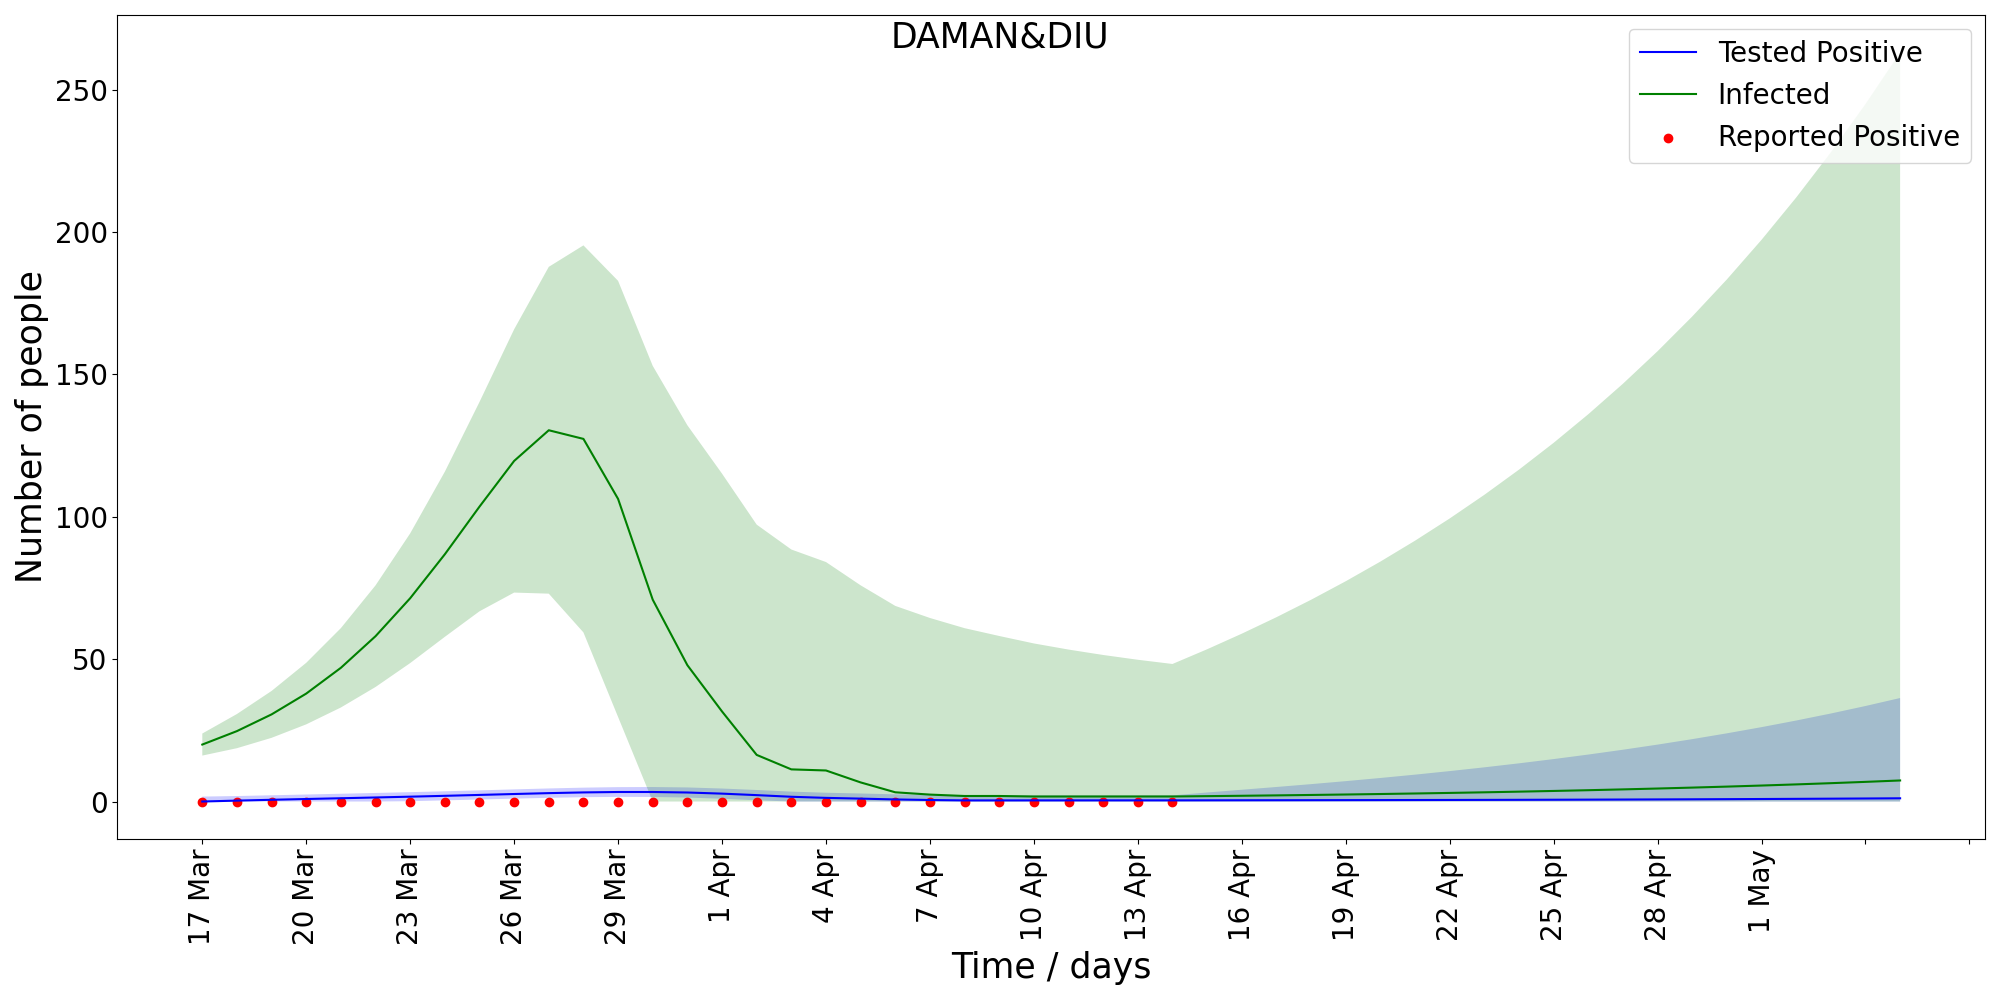 DAMAN&DIU
Tested Positive
Infected
Reported Positive
Number of people
250
200
150
100
50
0
17 Mar
20 Mar
23 Mar
26 Mar
29 Mar
1 Apr
4 Apr
7 Apr
10 Apr
13 Apr
16 Apr
19 Apr
22 Apr
25 Apr
28 Apr
1 May
Time / days